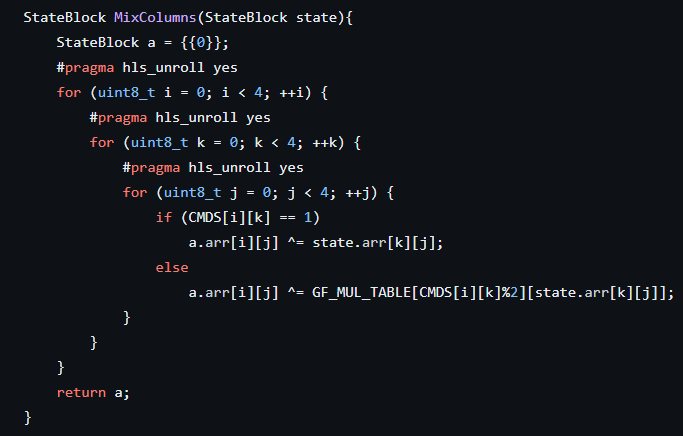 StateBlock MixColumns(StateBlock state){
    StateBlock a = {{0}};
    #pragma hls_unroll yes
    for (uint8_t i = 0; i < 4; ++i) {
        #pragma hls_unroll yes
        for (uint8_t k = 0; k < 4; ++k) {
            #pragma hls_unroll yes
            for (uint8_t j = 0; j < 4; ++j) {
                if (CMDS[i][k] == 1)
                    a.arr[i][j] ^= state.arr[k][j];
                else
                    a.arr[i][j] ^= GF_MUL_TABLE[CMDS[i][k]%2][state.arr[k][j]];
            }
        }
    }
    return a;
}